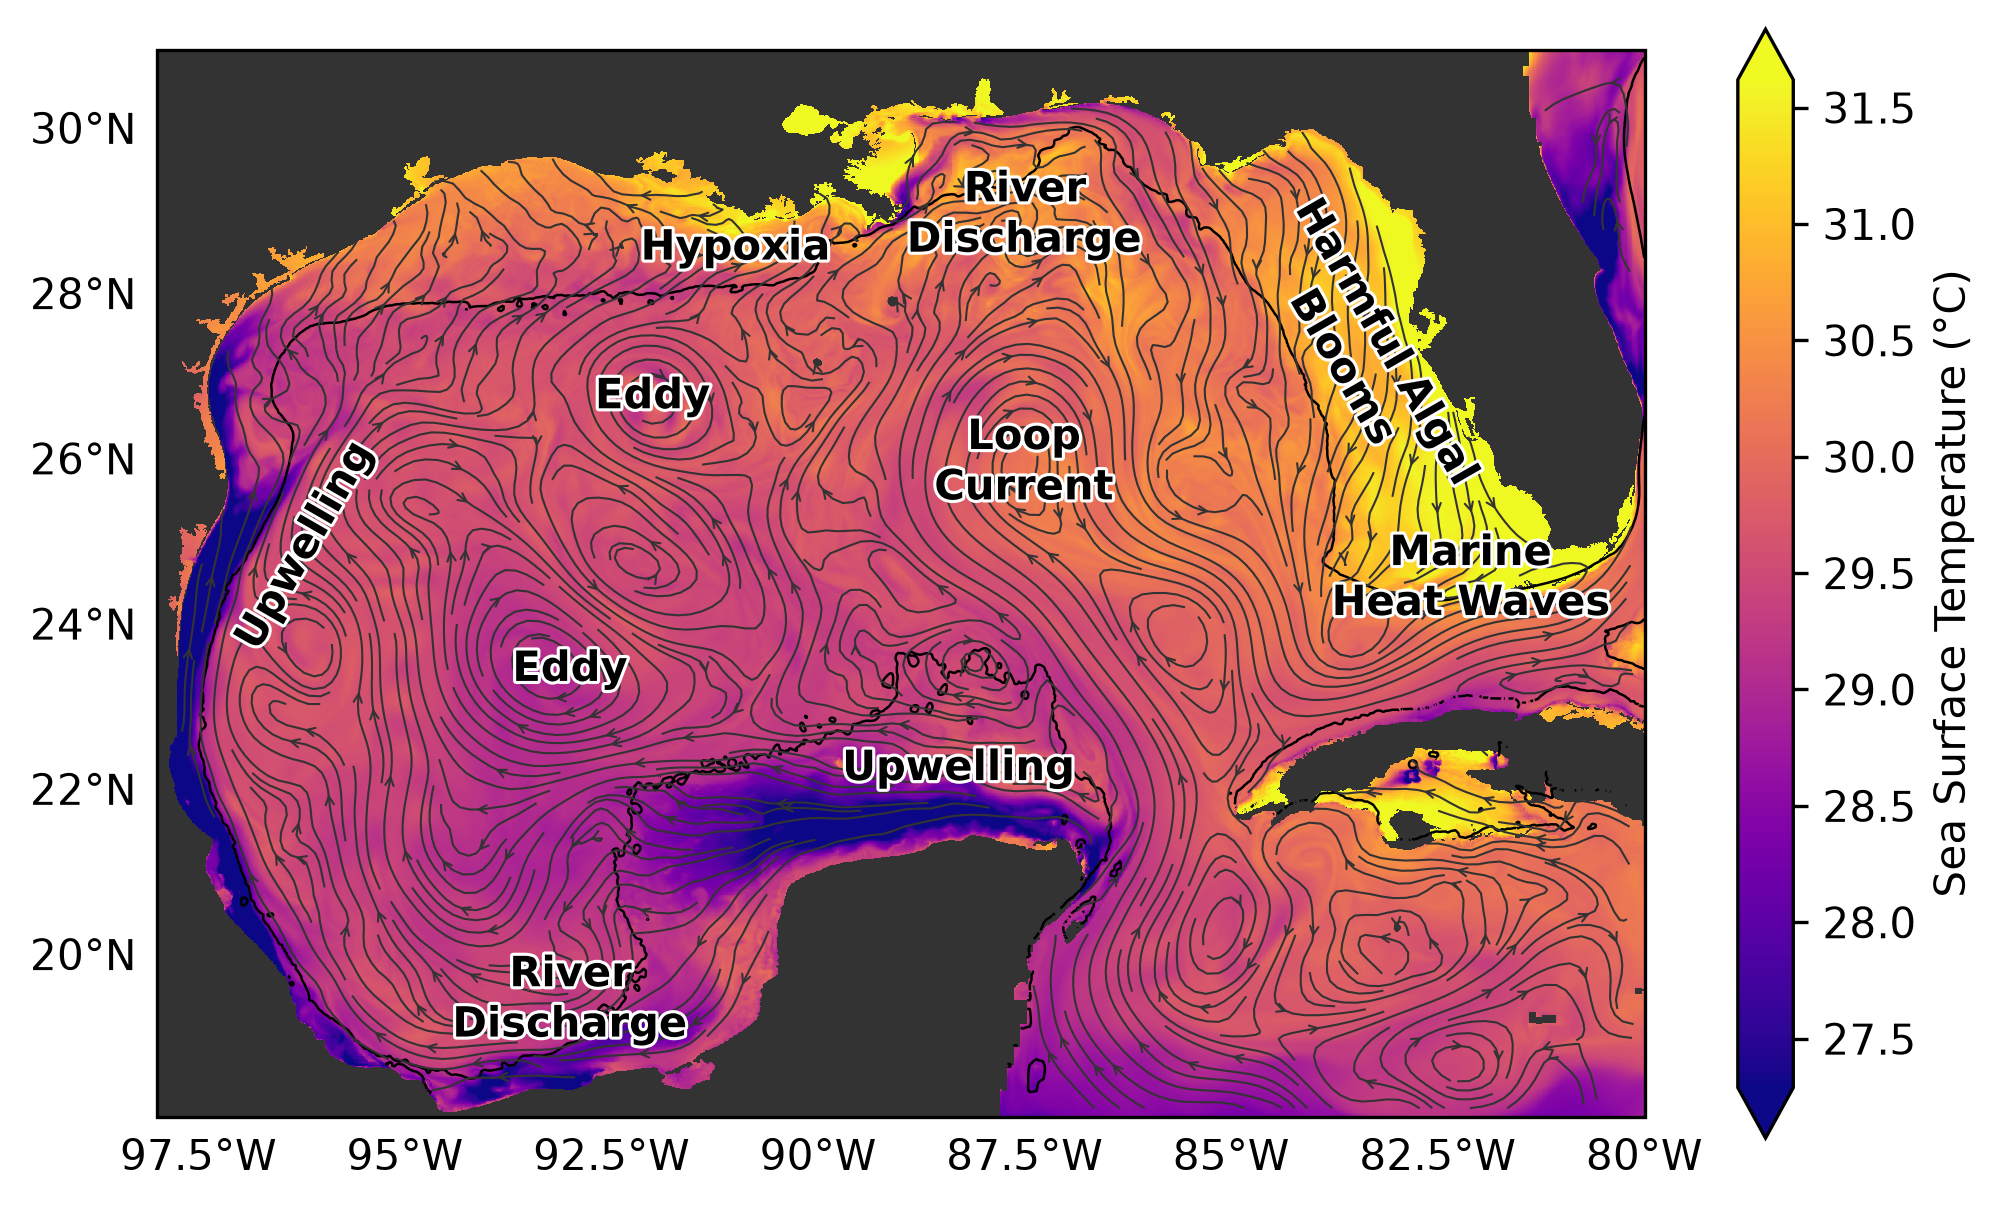 30°N
28°N
26°N
24°N
22°N
20°N
97.5°W
95°W
92.5°W
90°W
87.5°W
85°W
82.5°W
80°W
River
Discharge
Hypoxia
Harmful Algal
Blooms
Eddy
Loop
Current
Upwelling
Marine
Heat Waves
Eddy
Upwelling
River
Discharge
31.5
31.0
30.5
30.0
29.5
29.0
28.5
28.0
27.5
Sea Surface Temperature (°C)